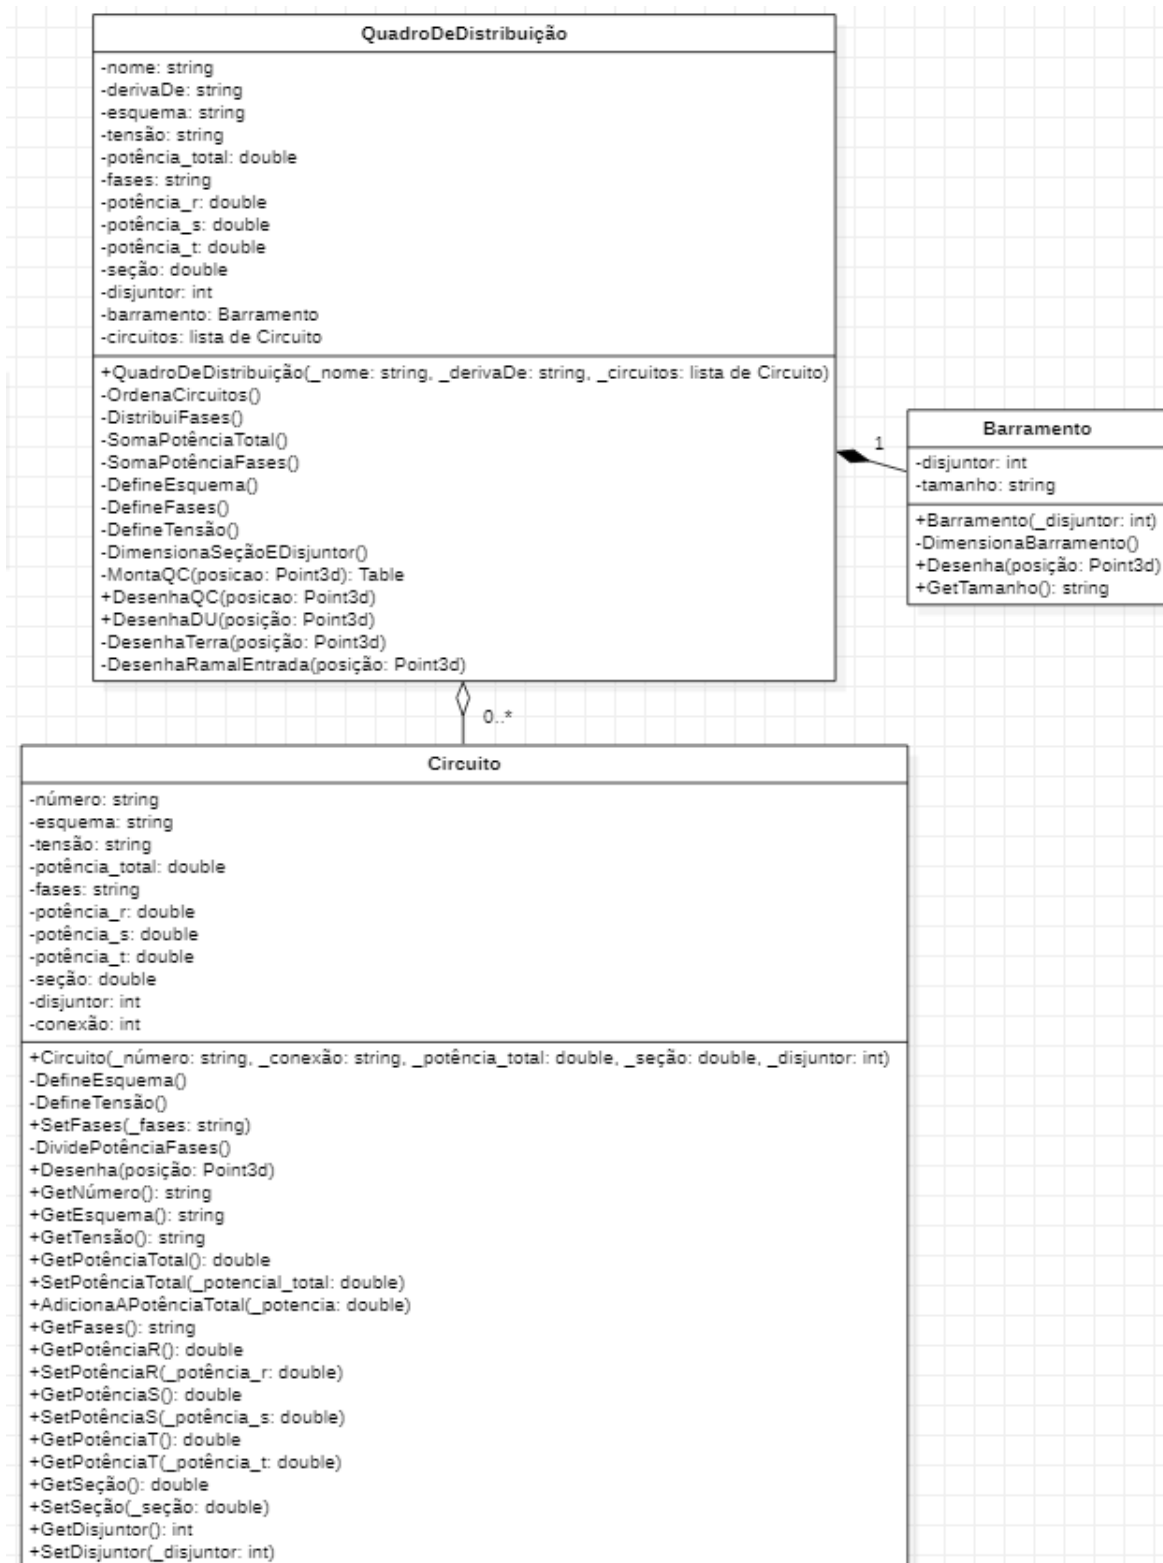 QuadroDeDistribuição
-nome: string
-derivaDe: string
-esquema: string
-tensão: string
-potência_total: double
-fases: string
-potência_r: double
-potência_s: double
-potência_t: double
-seção: double
-disjuntor: int
-barramento: Barramento
-circuitos: lista de Circuito
+QuadroDeDistribuição(_nome: string, _derivaDe: string, _circuitos: lista de Circuito)
-OrdenaCircuitos()
-DistribuiFases()
-SomaPotênciaTotal()
-SomaPotênciaFases()
-DefineEsquema()
-DefineFases()
-DefineTensão()
-DimensionaSeçãoEDisjuntor()
-MontaQC(posicao: Point3d): Table
+DesenhaQC(posicao: Point3d)
+DesenhaDU(posição: Point3d)
-DesenhaTerra(posição: Point3d)
-DesenhaRamalEntrada(posição: Point3d)
1
Barramento
-disjuntor: int
-tamanho: string
+Barramento(_disjuntor: int)
-DimensionaBarramento()
+Desenha(posição: Point3d)
+GetTamanho(): string
0..*
Circuito
-número: string
-esquema: string
-tensão: string
-potência_total: double
-fases: string
-potência_r: double
-potência_s: double
-potência_t: double
-seção: double
-disjuntor: int
-conexão: int
+Circuito(_número: string, _conexão: string, _potência_total: double, _seção: double, _disjuntor: int)
-DefineEsquema()
-DefineTensão()
+SetFases(_fases: string)
-DividePotênciaFases()
+Desenha(posição: Point3d)
+GetNúmero(): string
+GetEsquema(): string
+GetTensão(): string
+GetPotênciaTotal(): double
+SetPotênciaTotal(_potencial_total: double)
+AdicionaAPotênciaTotal(_potencia: double)
+GetFases(): string
+GetPotênciaR(): double
+SetPotênciaR(_potência_r: double)
+GetPotênciaS(): double
+SetPotênciaS(_potência_s: double)
+GetPotênciaT(): double
+GetPotênciaT(_potência_t: double)
+GetSeção(): double
+SetSeção(_seção: double)
+GetDisjuntor(): int
+SetDisjuntor(_disjuntor: int)